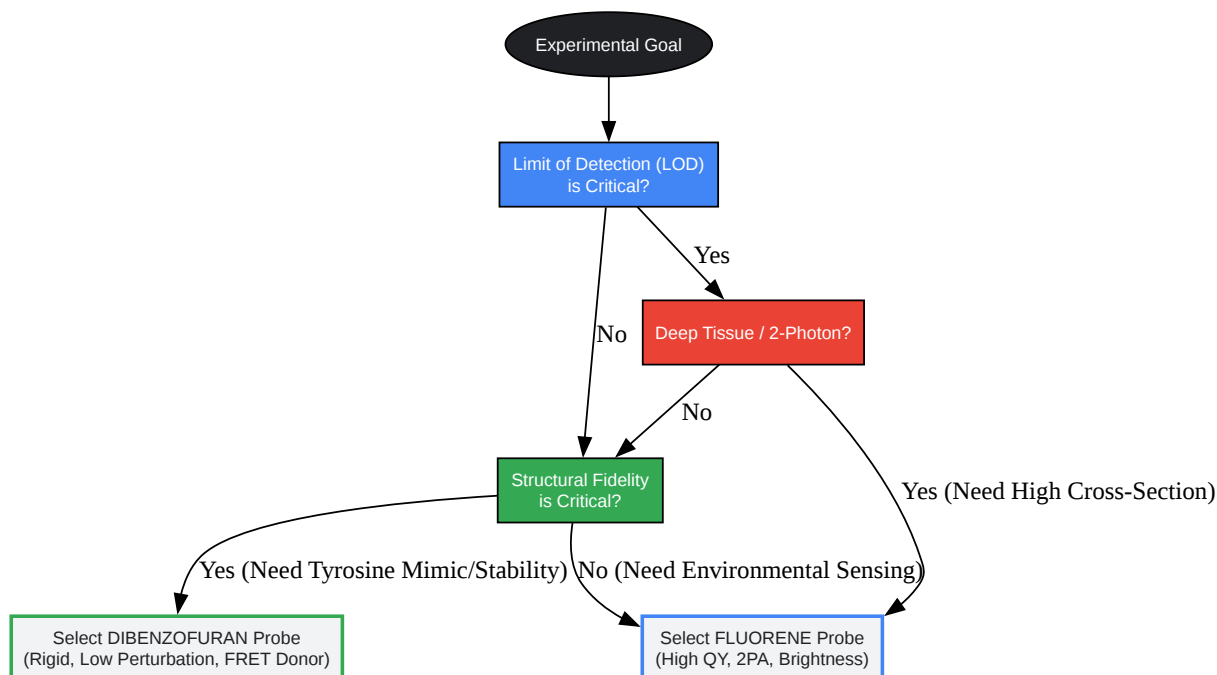 Experimental Goal
Limit of Detection (LOD)
is Critical?
Yes
Deep Tissue / 2-Photon?
No
No
Structural Fidelity
is Critical?
Yes (Need High Cross-Section)
Yes (Need Tyrosine Mimic/Stability)
No (Need Environmental Sensing)
Select DIBENZOFURAN Probe
(Rigid, Low Perturbation, FRET Donor)
Select FLUORENE Probe
(High QY, 2PA, Brightness)